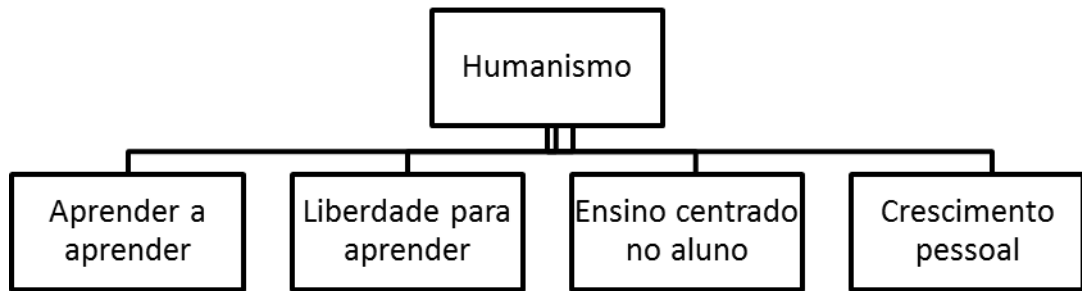 Humanismo
Aprender a
aprender
Liberdade para
aprender
Ensino centrado
no aluno
Crescimento
pessoal